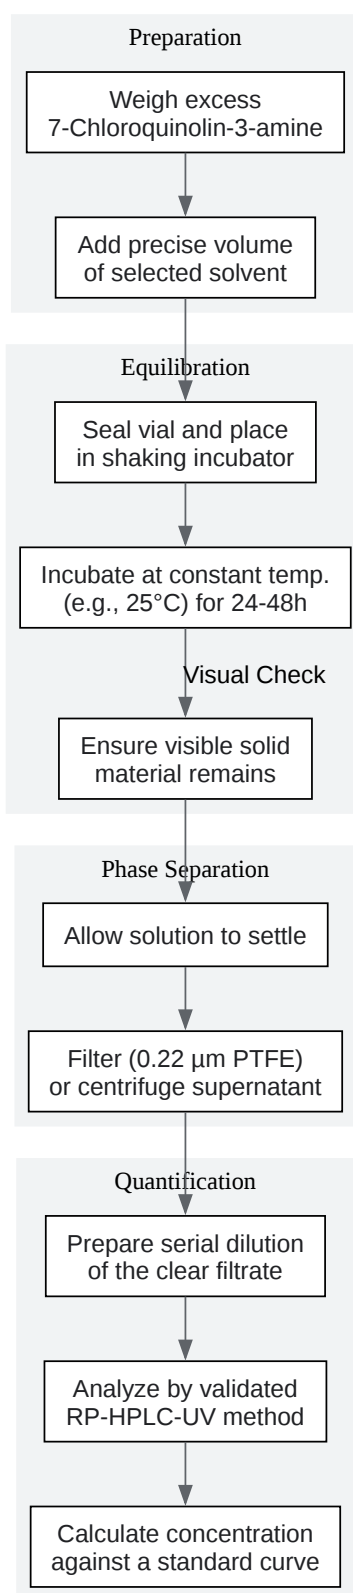 Preparation
Weigh excess
7-Chloroquinolin-3-amine
Add precise volume
of selected solvent
Equilibration
Seal vial and place
in shaking incubator
Incubate at constant temp.
(e.g., 25°C) for 24-48h
Visual Check
Ensure visible solid
material remains
Phase Separation
Allow solution to settle
Filter (0.22 µm PTFE)
or centrifuge supernatant
Quantification
Prepare serial dilution
of the clear filtrate
Analyze by validated
RP-HPLC-UV method
Calculate concentration
against a standard curve